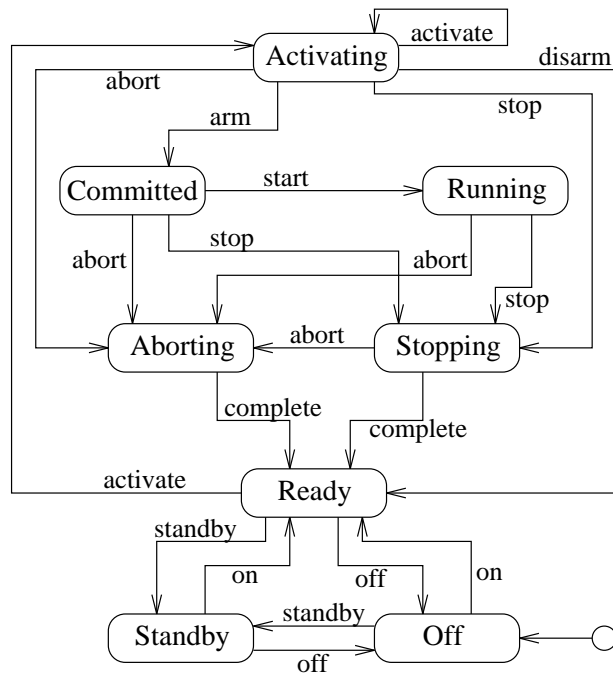 activate
Activating
disarm
abort
stop
arm
Committed
start
Running
stop
abort
abort
stop
Aborting
abort
Stopping
complete
complete
activate
Ready
standby
on
off
on
standby
Standby
Off
off